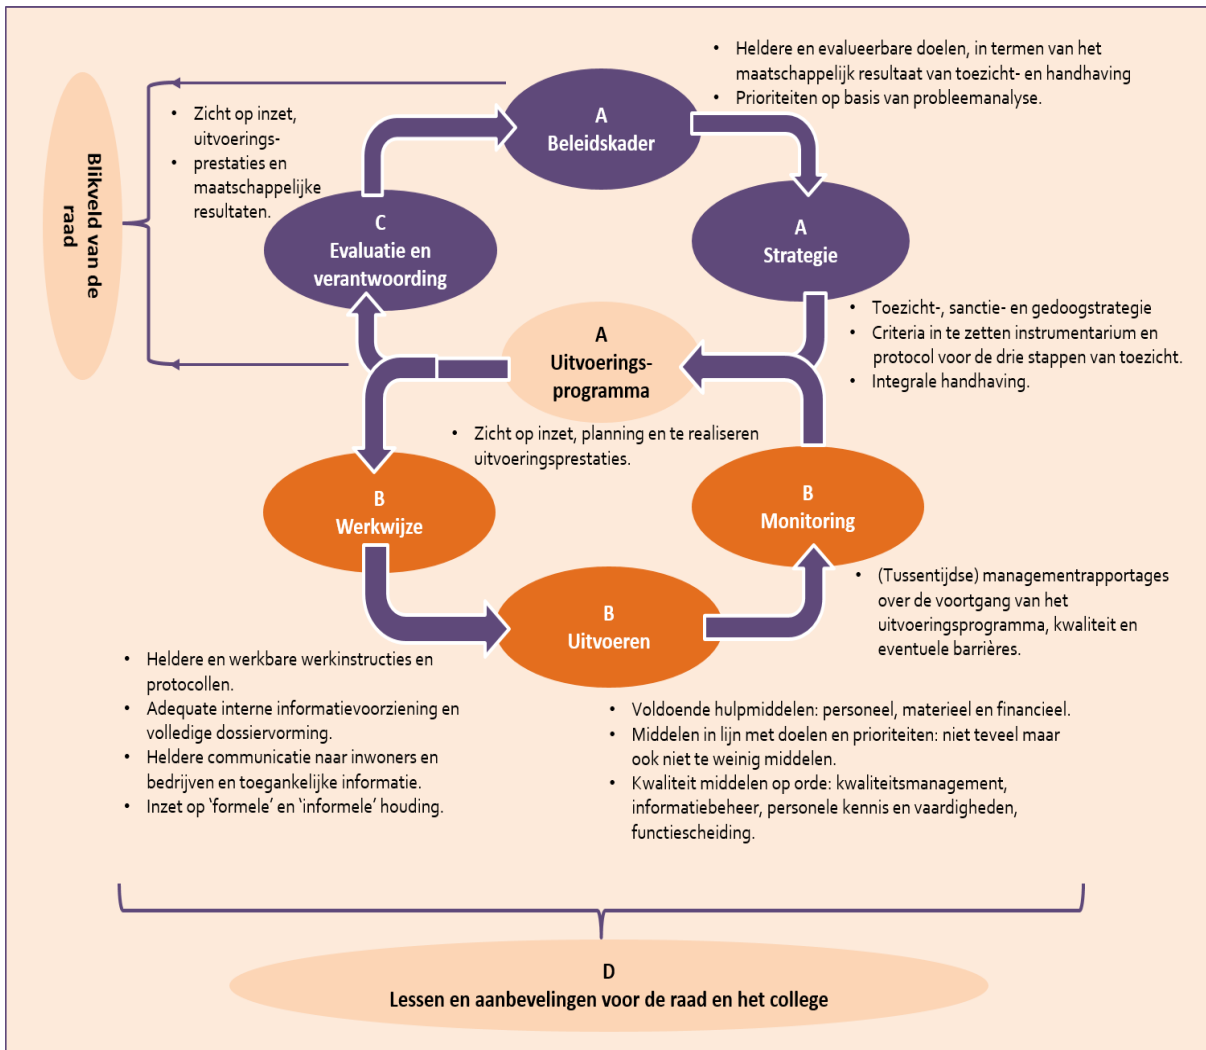 • Heldere en evalueerbare doelen, in termen van het
maatschappelijk resultaat van toezicht- en handhaving
• Prioriteiten op basis van probleemanalyse.
A
Beleidskader
• Zicht op inzet,
uitvoerings-
• prestaties en
maatschappelijke
resultaten.
Blikveld van de
raad
C
Evaluatie en
verantwoording
A
Strategie
• Toezicht-, sanctie- en gedoogstrategie
• Criteria in te zetten instrumentarium en
protocol voor de drie stappen van toezicht.
• Integrale handhaving.
A
Uitvoerings-
programma
• Zicht op inzet, planning en te realiseren
uitvoeringsprestaties.
B
Werkwijze
B
Monitoring
• (Tussentijdse) managementrapportages
over de voortgang van het
uitvoeringsprogramma, kwaliteit en
eventuele barrières.
B
Uitvoeren
• Heldere en werkbare werkinstructies en
protocollen.
• Adequate interne informatievoorziening en
volledige dossiervorming.
• Heldere communicatie naar inwoners en
bedrijven en toegankelijke informatie.
• Inzet op ‘formele’ en ‘informele’ houding.
• Voldoende hulpmiddelen: personeel, materieel en financieel.
• Middelen in lijn met doelen en prioriteiten: niet teveel maar
ook niet te weinig middelen.
• Kwaliteit middelen op orde: kwaliteitsmanagement,
informatiebeheer, personele kennis en vaardigheden,
functiescheiding.
D
Lessen en aanbevelingen voor de raad en het college